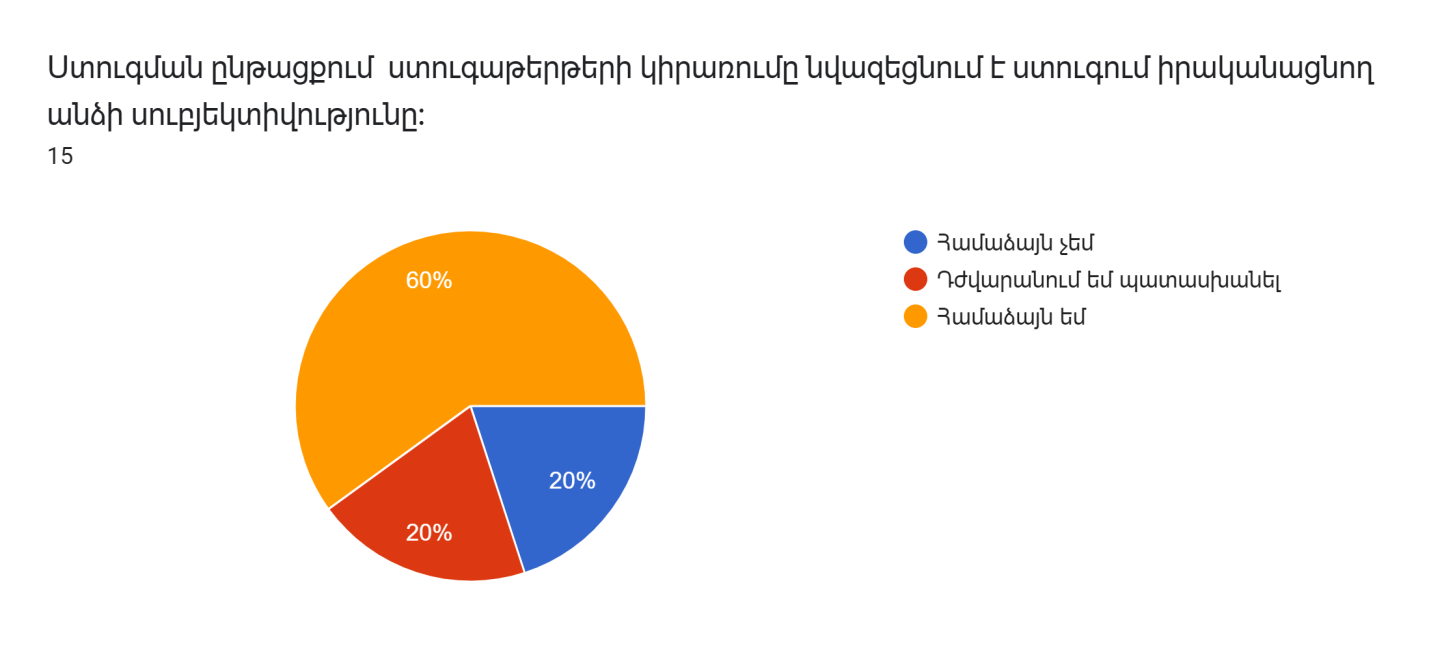 Ստուգման ընթացքում  ստուգաթերթերի կիրառումը նվազեցնում է ստուգում իրականացնող
անձի սուբյեկտիվությունը:
15
60%
20%
20%
Համաձայն չեմ
Դժվարանում եմ պատասխանել
Համաձայն եմ